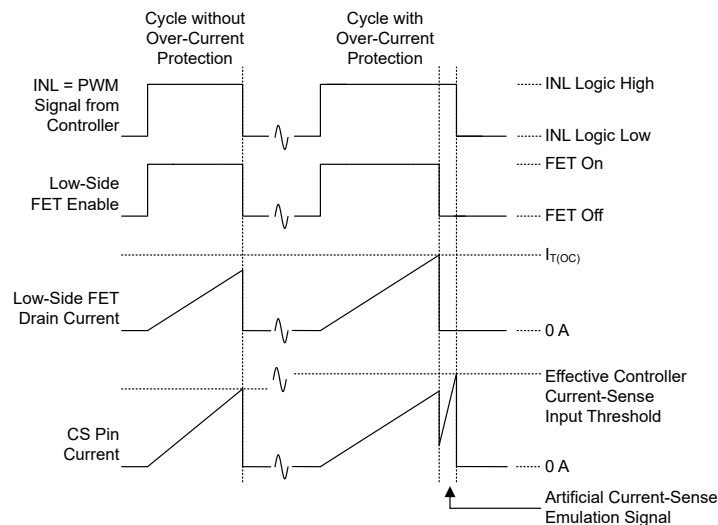 Cycle without
Over-Current
Protection
Cycle with
Over-Current
Protection
INL = PWM
Signal from
Controller
INL Logic High
INL Logic Low
Low-Side
FET Enable
FET On
FET Off
I_T(OC)
Low-Side FET
Drain Current
0 A
Effective Controller
Current-Sense
Input Threshold
CS Pin
Current
0 A
Artificial Current-Sense
Emulation Signal